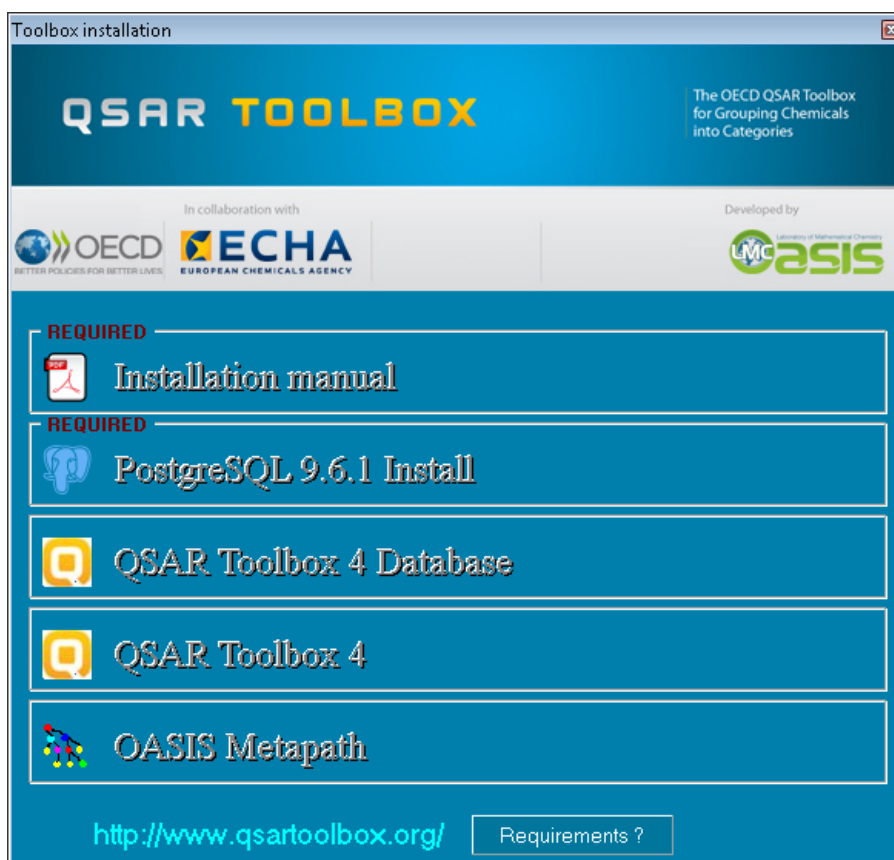 Toolbox installation
QSAR TOOLBOX
The OECD QSAR Toolbox
for Grouping Chemicals
into Categories
In collaboration with
Developed by
OECD
BETTER POLICIES FOR BETTER LIVES
ECHA
EUROPEAN CHEMICALS AGENCY
Laboratory of Mathematical Chemistry
LMC Oasis
REQUIRED
PDF
Installation manual
REQUIRED
PostgreSQL 9.6.1 Install
QSAR Toolbox 4 Database
QSAR Toolbox 4
OASIS Metapath
http://www.qsartoolbox.org/
Requirements ?